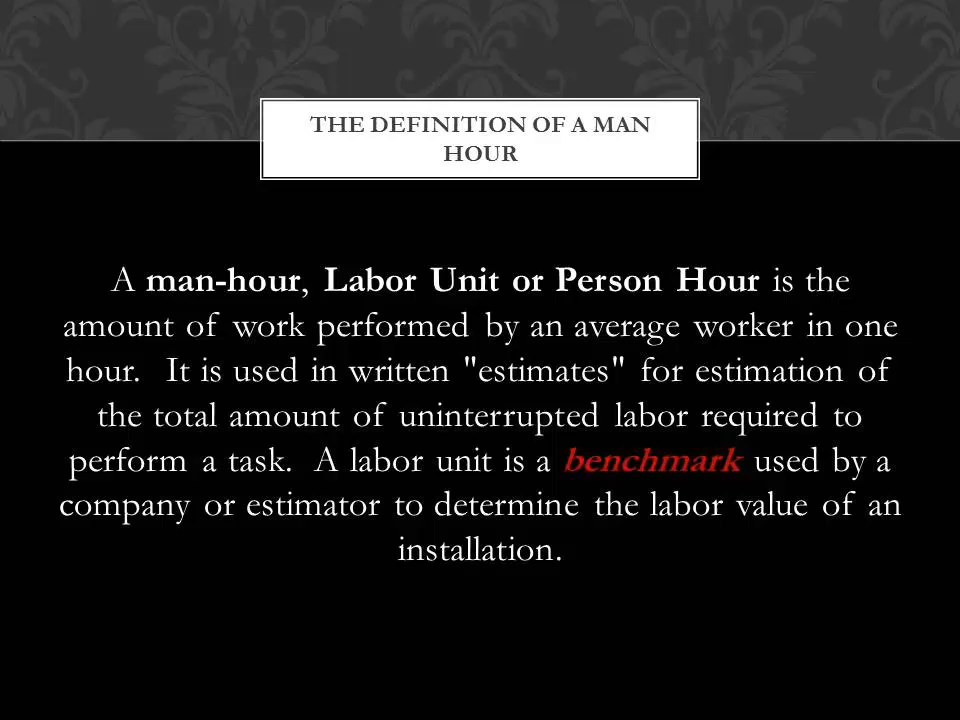 THE DEFINITION OF A MAN
HOUR
A man-hour, Labor Unit or Person Hour is the
amount of work performed by an average worker in one
hour.  It is used in written "estimates" for estimation of
the total amount of uninterrupted labor required to
perform a task.  A labor unit is a benchmark used by a
company or estimator to determine the labor value of an
installation.